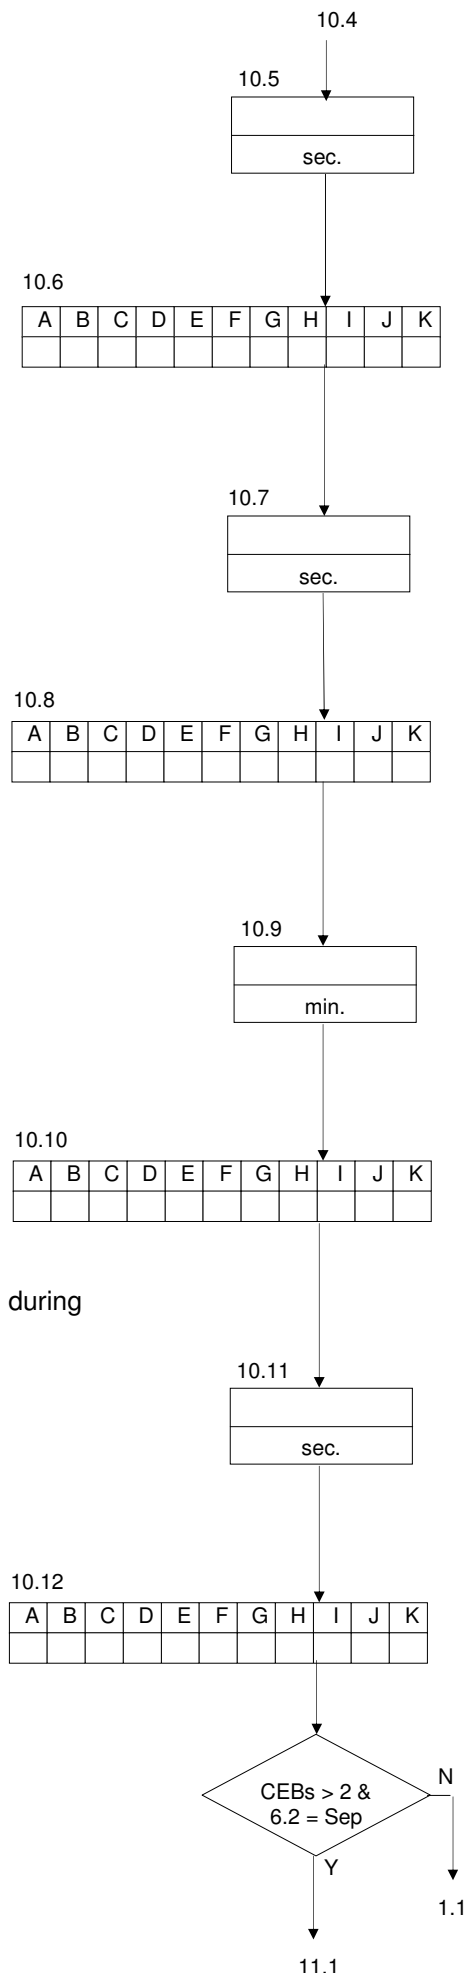 10.4
10.5
sec.
10.6
A B C D E F G H I J K
10.7
sec.
10.8
A B C D E F G H I J K
10.9
min.
10.10
A B C D E F G H I J K
during
10.11
sec.
10.12
A B C D E F G H I J K
CEBs > 2 &
6.2 = Sep
N
Y
1.1
11.1